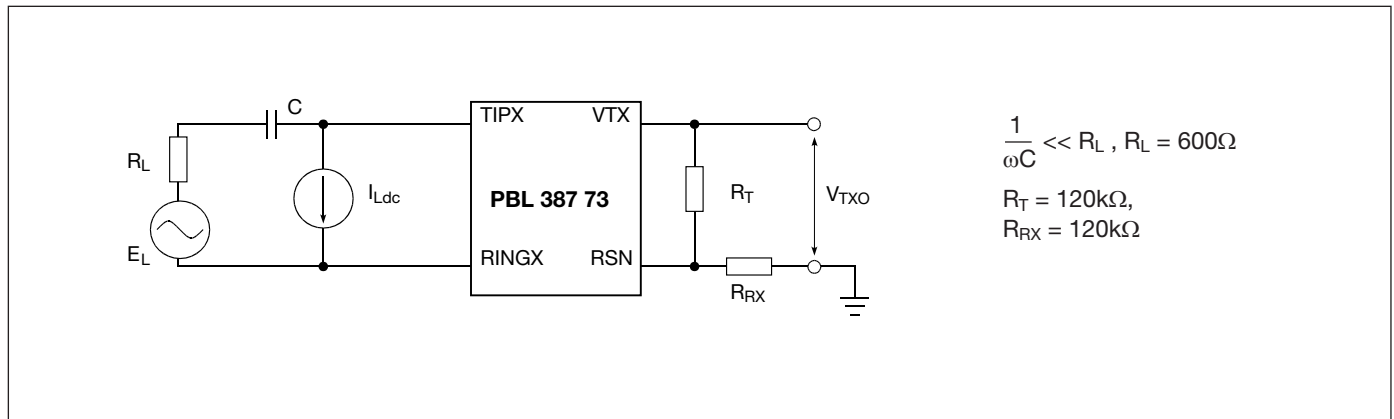 C
TIPX VTX
R_L
I_Ldc
PBL 387 73
R_T
V_TXO
E_L
RINGX RSN
R_RX
1/ωC << R_L , R_L = 600Ω
R_T = 120kΩ,
R_RX = 120kΩ